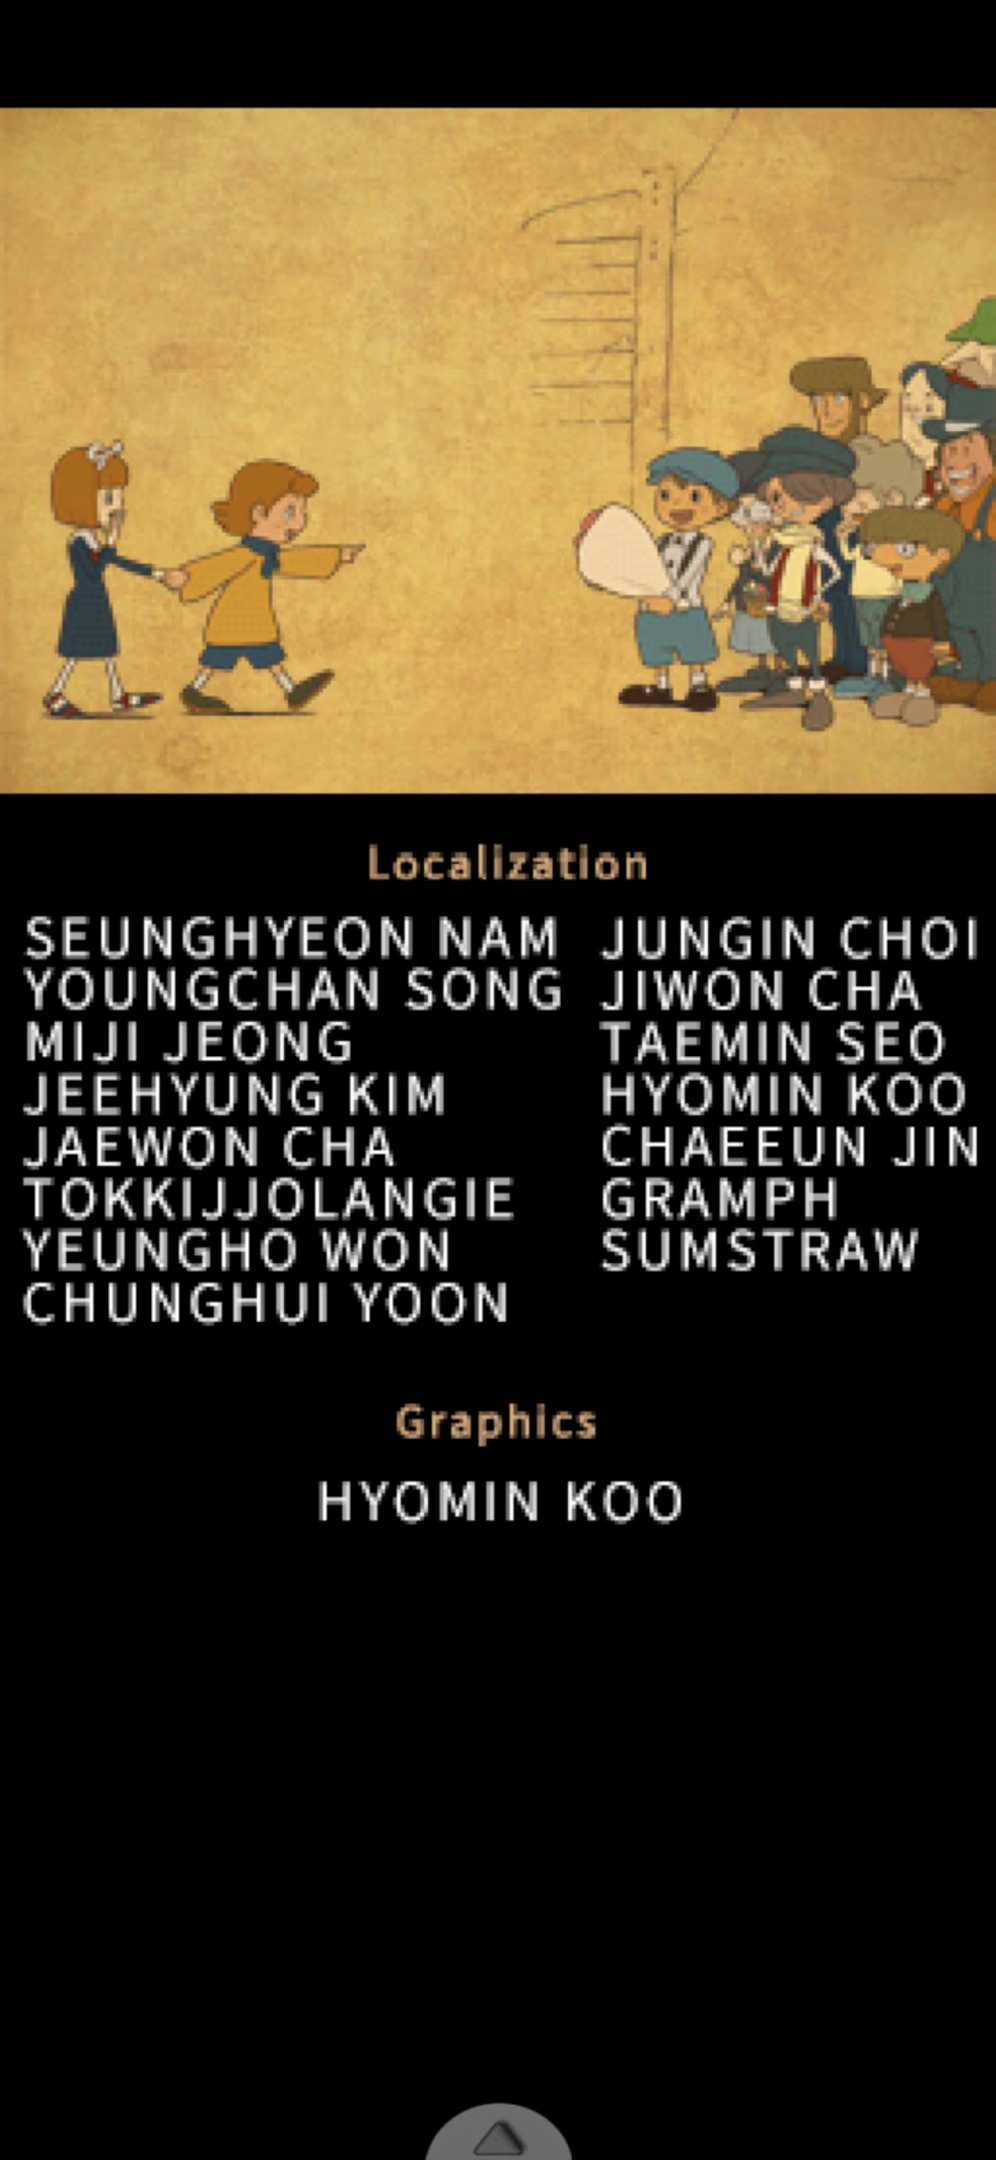 Localization
SEUNGHYEON NAM JUNGIN CHOI
YOUNGCHAN SONG JIWON CHA
MIJI JEONG TAEMIN SEO
JEEHYUNG KIM HYOMIN KOO
JAEWON CHA CHAEEUN JIN
TOKKIJJOLANGIE GRAMPH
YEUNGHO WON SUMSTRAW
CHUNGHUI YOON
Graphics
HYOMIN KOO